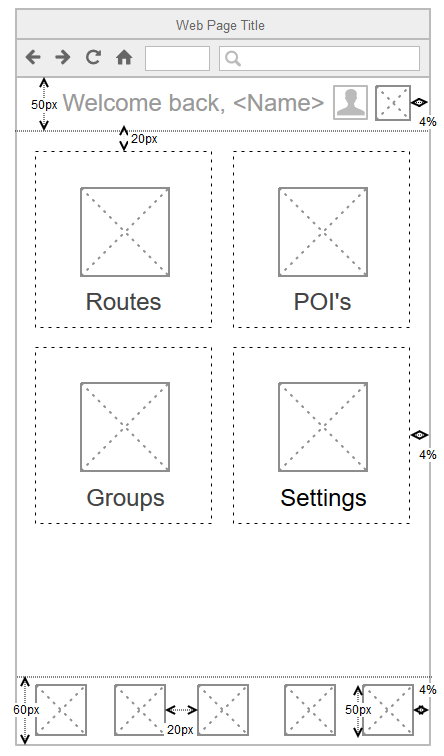 Web Page Title
50px
Welcome back, <Name>
4%
20px
Routes
POI's
Groups
Settings
4%
4%
60px
50px
20px